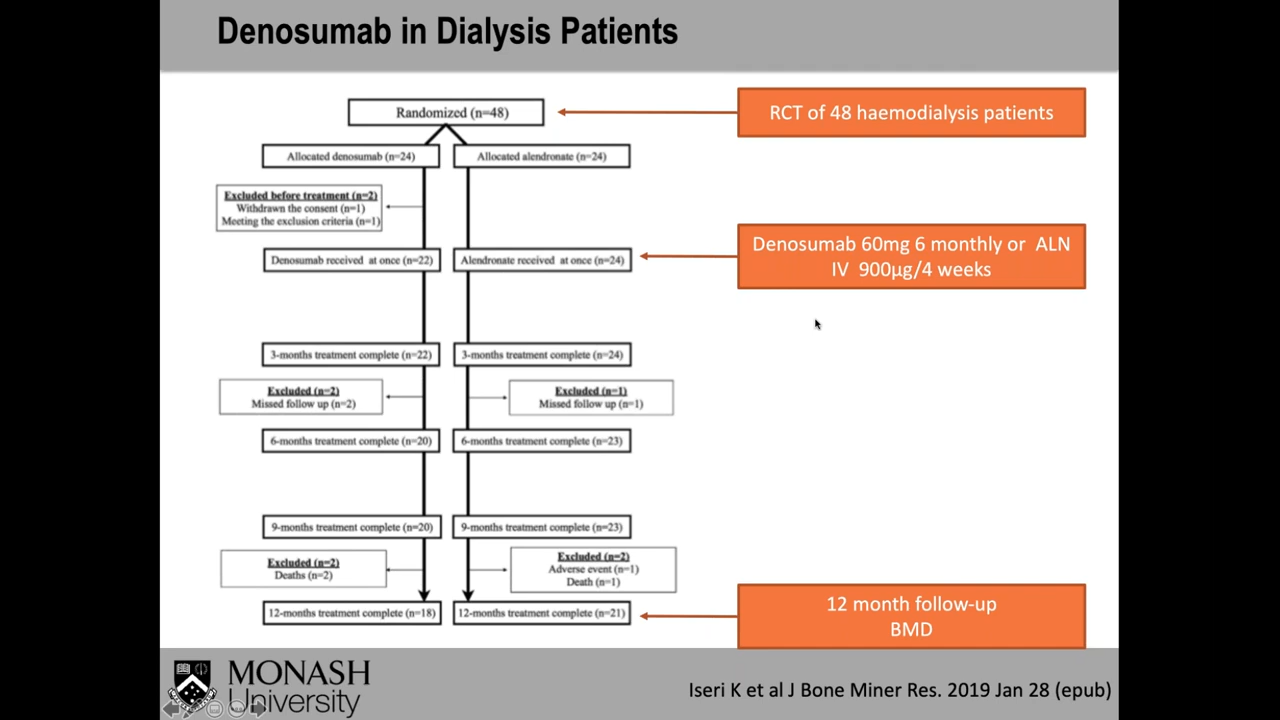 Denosumab in Dialysis Patients
Randomized (n=48)
RCT of 48 haemodialysis patients
Allocated denosumab (n=24)
Allocated alendronate (n=24)
Excluded before treatment (n=2)
Withdrawn the consent (n=1)
Meeting the exclusion criteria (n=1)
Denosumab received at once (n=22)
Alendronate received at once (n=24)
Denosumab 60mg 6 monthly or ALN
IV 900µg/4 weeks
3-months treatment complete (n=22)
3-months treatment complete (n=24)
Excluded (n=2)
Missed follow up (n=2)
Excluded (n=1)
Missed follow up (n=1)
6-months treatment complete (n=20)
6-months treatment complete (n=23)
9-months treatment complete (n=20)
9-months treatment complete (n=23)
Excluded (n=2)
Deaths (n=2)
Excluded (n=2)
Adverse event (n=1)
Death (n=1)
12-months treatment complete (n=18)
12-months treatment complete (n=21)
12 month follow-up
BMD
MONASH
University
Iseri K et al J Bone Miner Res. 2019 Jan 28 (epub)